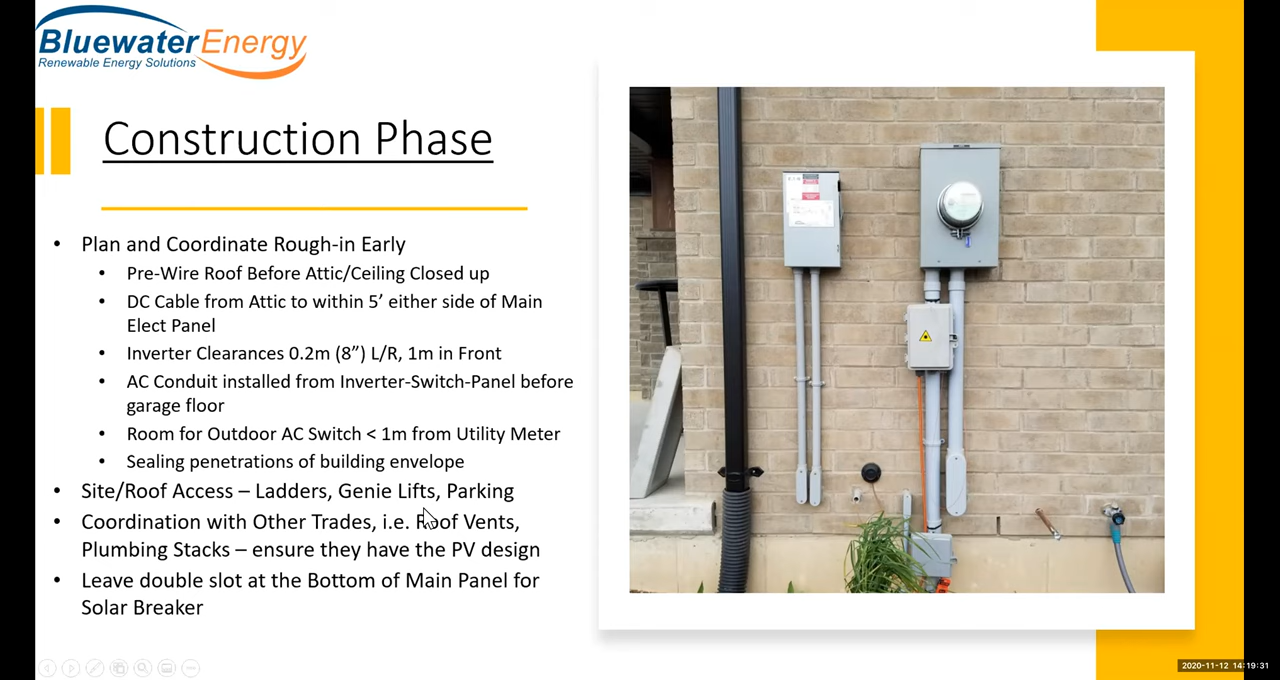 BluewaterEnergy
Renewable Energy Solutions
Construction Phase
• Plan and Coordinate Rough-in Early
• Pre-Wire Roof Before Attic/Ceiling Closed up
• DC Cable from Attic to within 5’ either side of Main
Elect Panel
• Inverter Clearances 0.2m (8”) L/R, 1m in Front
• AC Conduit installed from Inverter-Switch-Panel before
garage floor
• Room for Outdoor AC Switch < 1m from Utility Meter
• Sealing penetrations of building envelope
• Site/Roof Access – Ladders, Genie Lifts, Parking
• Coordination with Other Trades, i.e. Roof Vents,
Plumbing Stacks – ensure they have the PV design
• Leave double slot at the Bottom of Main Panel for
Solar Breaker
2020-11-12 14:19:31